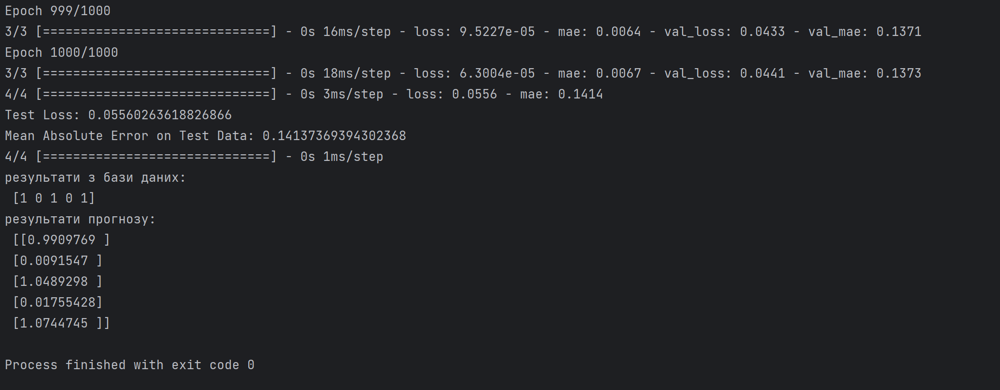 Epoch 999/1000
3/3 [==============================] - 0s 16ms/step - loss: 9.5227e-05 - mae: 0.0064 - val_loss: 0.0433 - val_mae: 0.1371
Epoch 1000/1000
3/3 [==============================] - 0s 18ms/step - loss: 6.3004e-05 - mae: 0.0067 - val_loss: 0.0441 - val_mae: 0.1373
4/4 [==============================] - 0s 3ms/step - loss: 0.0556 - mae: 0.1414
Test Loss: 0.05560263618826866
Mean Absolute Error on Test Data: 0.14137369394302368
4/4 [==============================] - 0s 1ms/step
результати з бази даних:
 [1 0 1 0 1]
результати прогнозу:
 [[0.9909769 ]
 [0.0091547 ]
 [1.0489298 ]
 [0.01755428]
 [1.0744745 ]]
Process finished with exit code 0